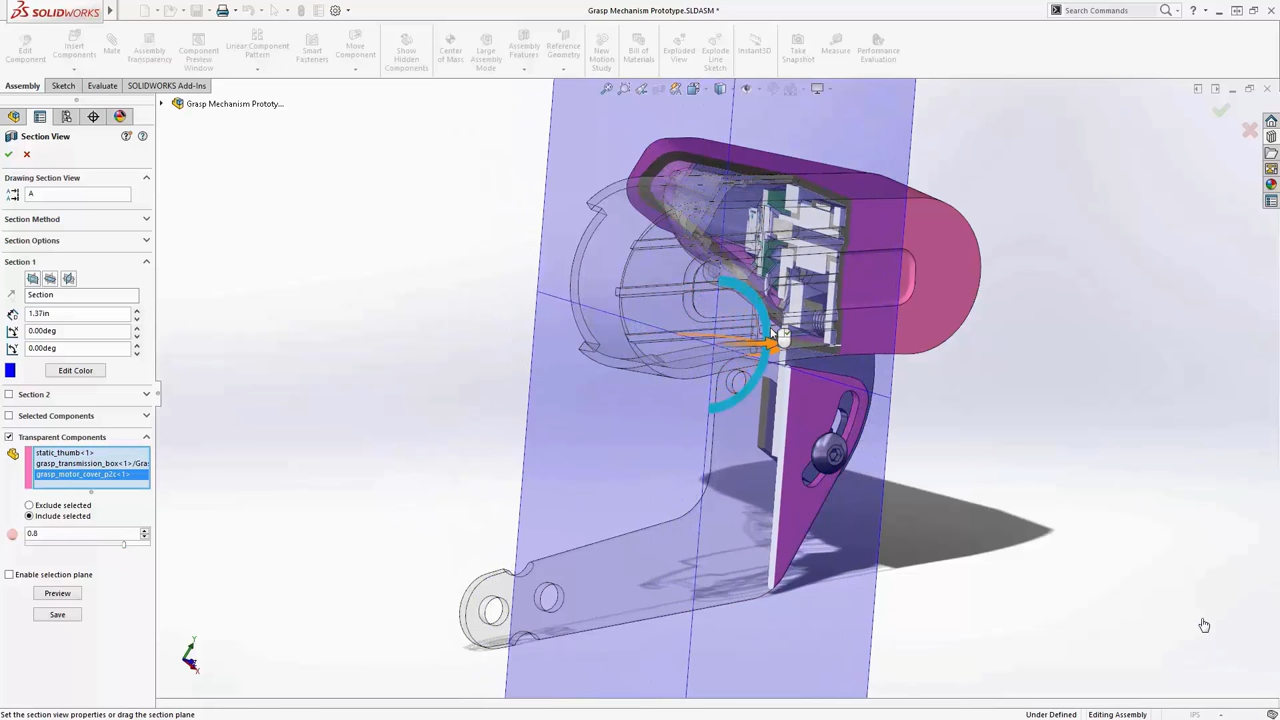 SOLIDWORKS
Grasp Mechanism Prototype.SLDASM *
Search Commands
Edit Component
Insert Components
Mate
Assembly Transparency
Component Preview Window
Linear Component Pattern
Smart Fasteners
Move Component
Show Hidden Components
Center of Mass
Large Assembly Mode
Assembly Features
Reference Geometry
New Motion Study
Bill of Materials
Exploded View
Explode Line Sketch
Instant3D
Take Snapshot
Measure
Performance Evaluation
Assembly
Sketch
Evaluate
SOLIDWORKS Add-Ins
Grasp Mechanism Prototy...
Section View
Drawing Section View
A
Section Method
Section Options
Section 1
Section
1.37in
0.00deg
0.00deg
Edit Color
Section 2
Selected Components
Transparent Components
static_thumb<1>
grasp_transmission_box<1>/Gras
grasp_motor_cover_p2c<1>
Exclude selected
Include selected
0.8
Enable selection plane
Preview
Save
Y
X
Set the section view properties or drag the section plane
Under Defined
Editing Assembly
IPS